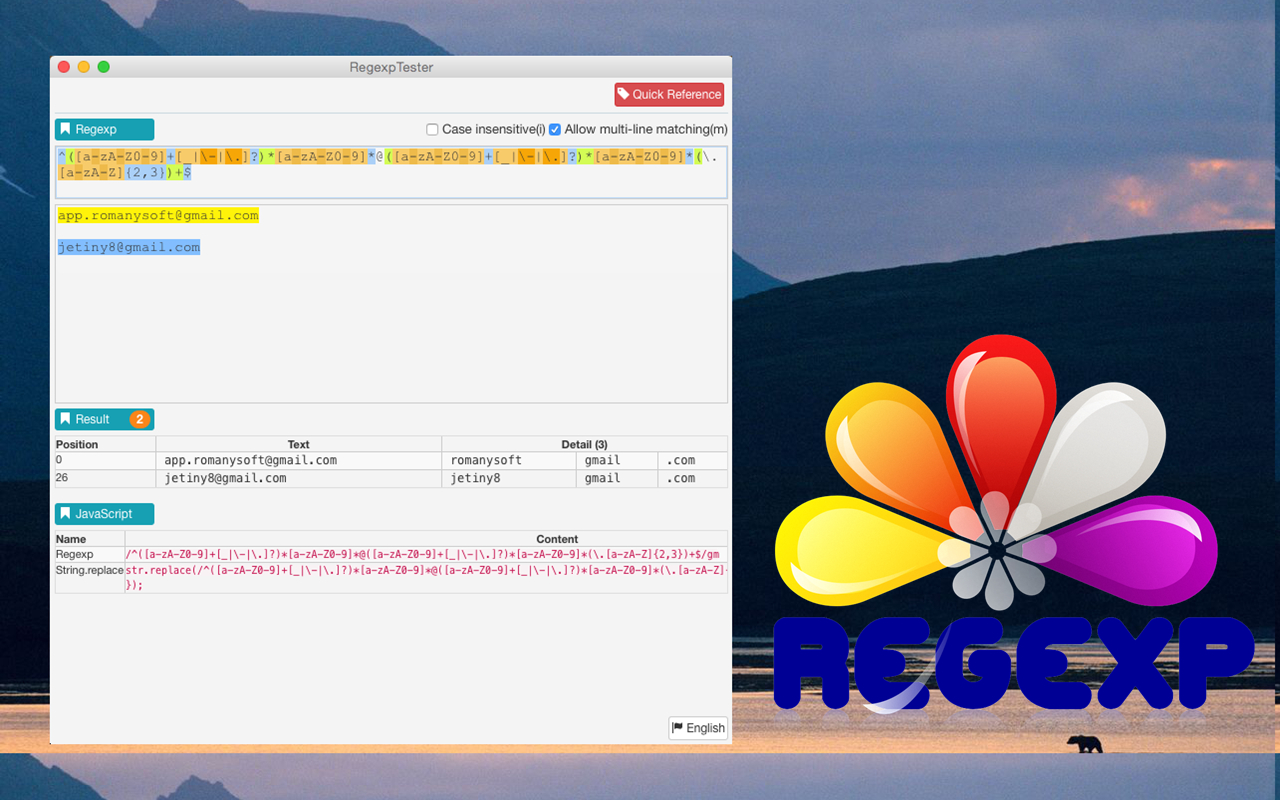 RegexpTester
Quick Reference
Regexp
Case insensitive(i) Allow multi-line matching(m)
^([a-zA-Z0-9]+[_|\-|\.]?)*[a-zA-Z0-9]*@([a-zA-Z0-9]+[_|\-|\.]?)*[a-zA-Z0-9]*(\.
[a-zA-Z]{2,3})+$
app.romanysoft@gmail.com
jetiny8@gmail.com
Result 2
Position Text Detail (3)
0 app.romanysoft@gmail.com romanysoft gmail .com
26 jetiny8@gmail.com jetiny8 gmail .com
JavaScript
Name Content
Regexp /^([a-zA-Z0-9]+[_|\-|\.]?)*[a-zA-Z0-9]*@([a-zA-Z0-9]+[_|\-|\.]?)*[a-zA-Z0-9]*(\.[a-zA-Z]{2,3})+$/gm
String.replace str.replace(/^([a-zA-Z0-9]+[_|\-|\.]?)*[a-zA-Z0-9]*@([a-zA-Z0-9]+[_|\-|\.]?)*[a-zA-Z0-9]*(\.[a-zA-Z]{
});
English
REGEXP